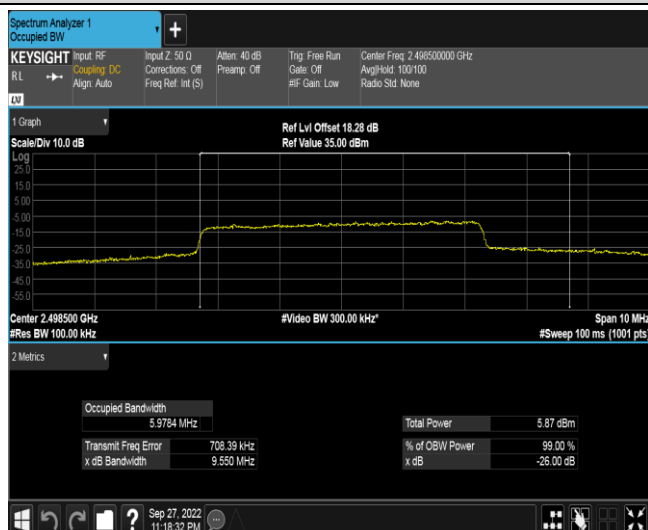 Spectrum Analyzer 1
Occupied BW
+
KEYSIGHT
RL
LXI
Input: RF
Coupling: DC
Align: Auto
Input Z: 50 Ω
Corrections: Off
Freq Ref: Int (S)
Atten: 40 dB
Preamp: Off
Trig: Free Run
Gate: Off
#IF Gain: Low
Center Freq: 2.498500000 GHz
Avg|Hold: 100/100
Radio Std: None
1 Graph
Scale/Div 10.0 dB
Ref Lvl Offset 18.28 dB
Ref Value 35.00 dBm
Log
25.0
15.0
5.00
-5.00
-15.0
-25.0
-35.0
-45.0
-55.0
Center 2.498500 GHz
#Res BW 100.00 kHz
#Video BW 300.00 kHz*
Span 10 MHz
#Sweep 100 ms (1001 pts)
2 Metrics
Occupied Bandwidth
5.9784 MHz
Transmit Freq Error 708.39 kHz
x dB Bandwidth 9.550 MHz
Total Power 5.87 dBm
% of OBW Power 99.00 %
x dB -26.00 dB
?
Sep 27, 2022
11:18:32 PM